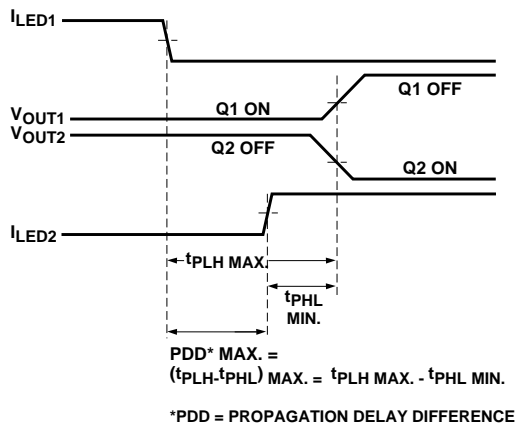 ILED1
VOUT1
Q1 ON
Q1 OFF
VOUT2
Q2 OFF
Q2 ON
ILED2
tPLH MAX.
tPHL
MIN.
PDD* MAX. =
(tPLH-tPHL) MAX. = tPLH MAX. - tPHL MIN.
*PDD = PROPAGATION DELAY DIFFERENCE